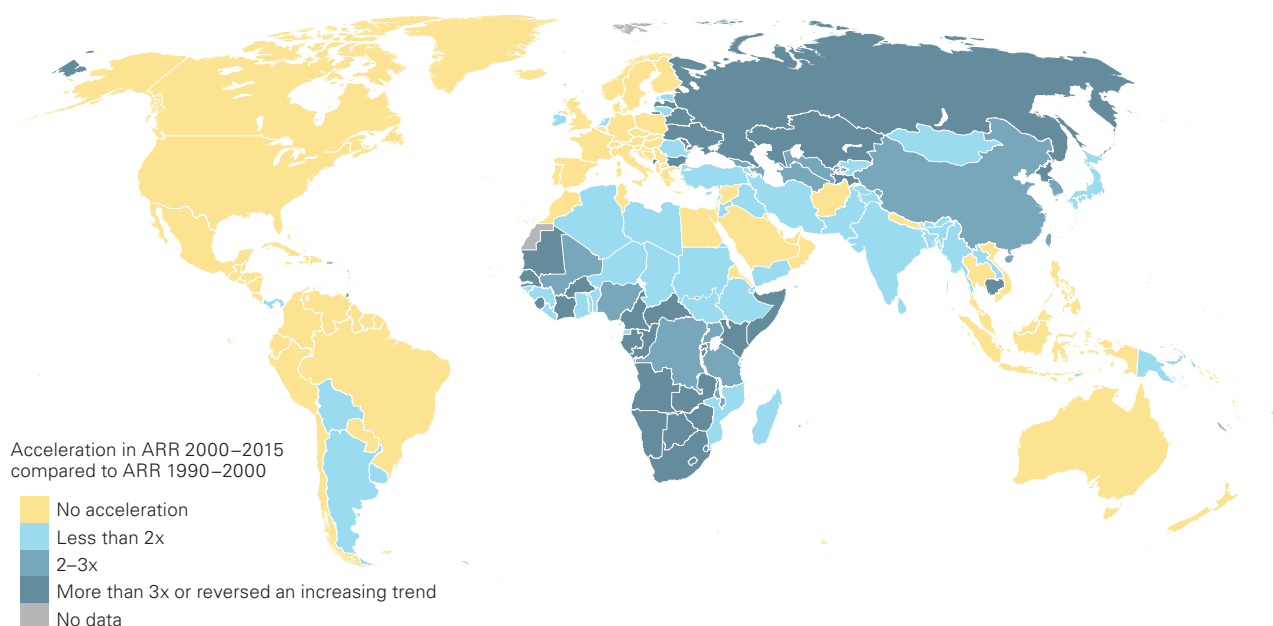 Acceleration in ARR 2000–2015
compared to ARR 1990–2000
No acceleration
Less than 2x
2–3x
More than 3x or reversed an increasing trend
No data